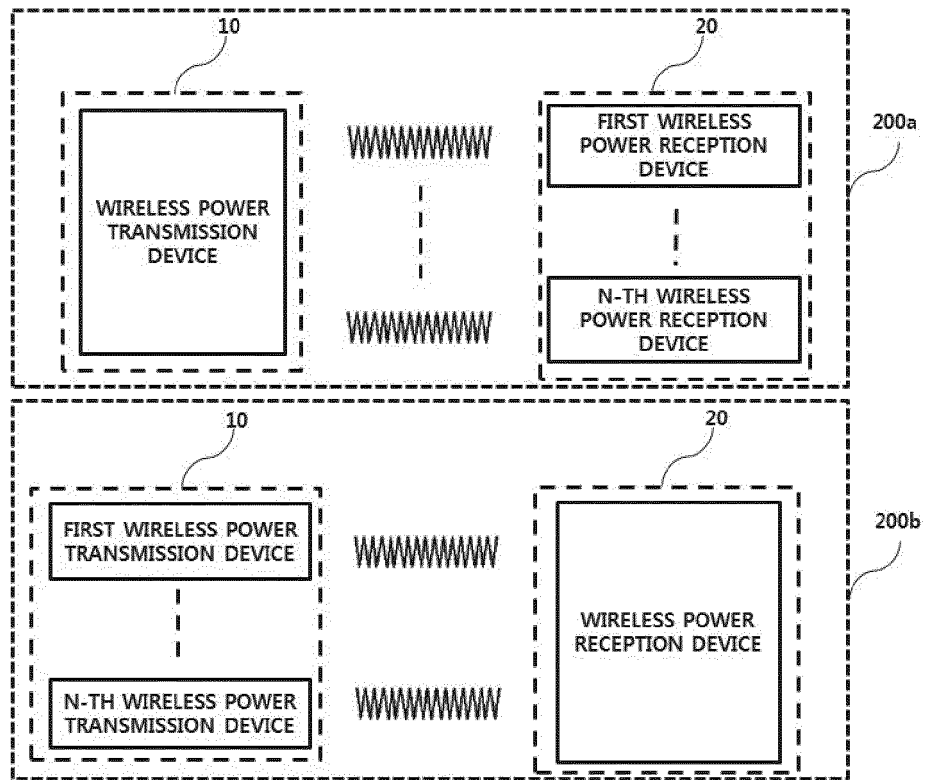 10
20
200a
WIRELESS POWER
TRANSMISSION
DEVICE
FIRST WIRELESS
POWER RECEPTION
DEVICE
N-TH WIRELESS
POWER RECEPTION
DEVICE
10
20
200b
FIRST WIRELESS POWER
TRANSMISSION DEVICE
N-TH WIRELESS POWER
TRANSMISSION DEVICE
WIRELESS POWER
RECEPTION DEVICE